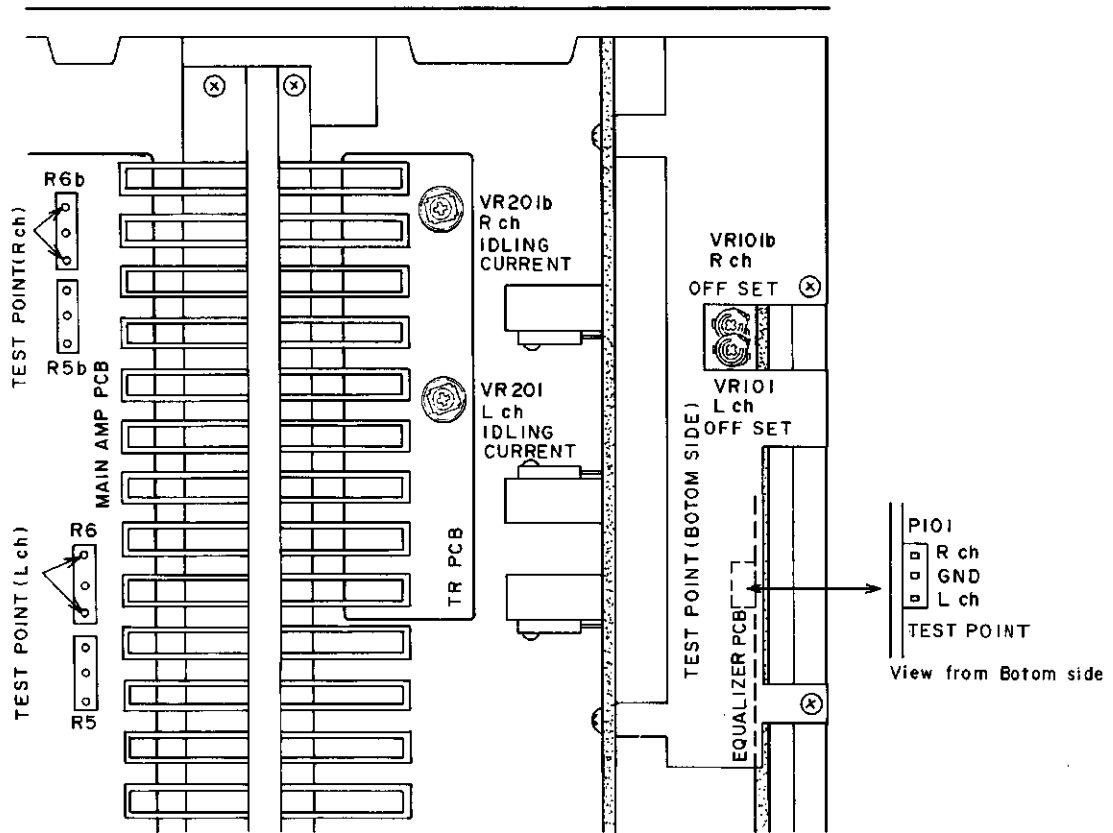 R6b
TEST POINT(Rch)
R5b
MAIN AMP PCB
R6
TEST POINT(Lch)
R5
VR201b
R ch
IDLING
CURRENT
VR201
L ch
IDLING
CURRENT
TR PCB
VR101b
R ch
OFF SET
VR101
L ch
OFF SET
TEST POINT(BOTOM SIDE)
EQUALIZER PCB
P101
R ch
GND
L ch
TEST POINT
View from Botom side